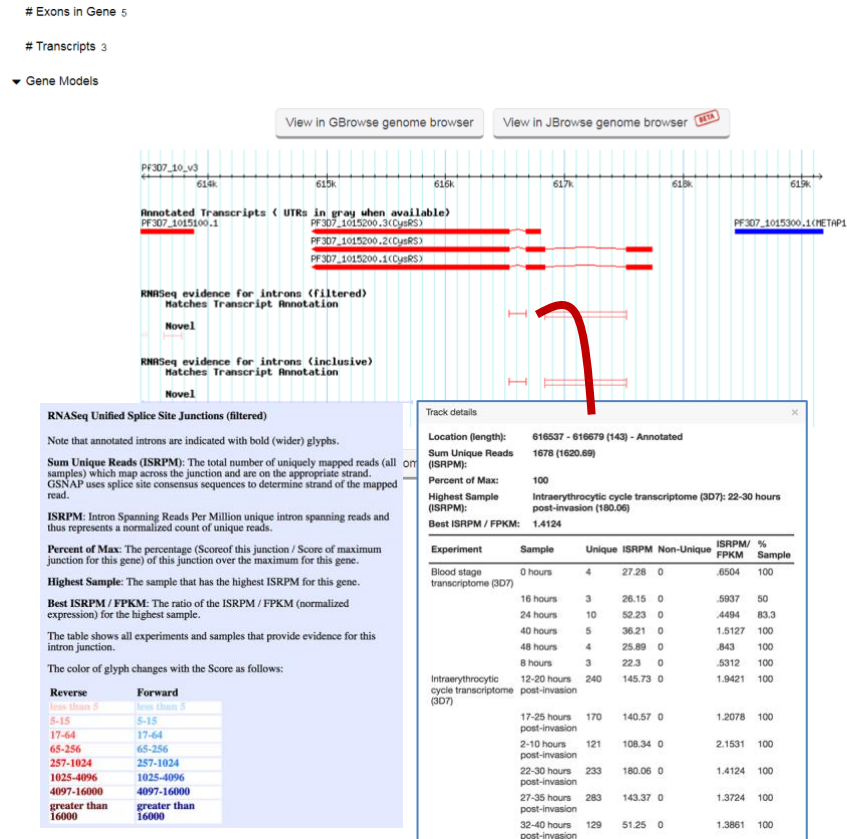 # Exons in Gene 5
# Transcripts 3
Gene Models
View in GBrowse genome browser
View in JBrowse genome browser BETA
Pf3D7_10_v3
614k 615k 616k 617k 618k 619k
Annotated Transcripts ( UTRs in gray when available)
PF3D7_1015100.1 PF3D7_1015200.3(CysRS) PF3D7_1015300.1(METAP1
PF3D7_1015200.2(CysRS)
PF3D7_1015200.1(CysRS)
RNASeq evidence for introns (filtered)
Matches Transcript Annotation
Novel
RNASeq evidence for introns (inclusive)
Matches Transcript Annotation
Novel
RNASeq Unified Splice Site Junctions (filtered)
Note that annotated introns are indicated with bold (wider) glyphs.
Sum Unique Reads (ISRPM): The total number of uniquely mapped reads (all
samples) which map across the junction and are on the appropriate strand.
GSNAP uses splice site consensus sequences to determine strand of the mapped
read.
ISRPM: Intron Spanning Reads Per Million unique intron spanning reads and
thus represents a normalized count of unique reads.
Percent of Max: The percentage (Scoreof this junction / Score of maximum
junction for this gene) of this junction over the maximum for this gene.
Highest Sample: The sample that has the highest ISRPM for this gene.
Best ISRPM / FPKM: The ratio of the ISRPM / FPKM (normalized
expression) for the highest sample.
The table shows all experiments and samples that provide evidence for this
intron junction.
The color of glyph changes with the Score as follows:
Reverse Forward
less than 5 less than 5
5-15 5-15
17-64 17-64
65-256 65-256
257-1024 257-1024
1025-4096 1025-4096
4097-16000 4097-16000
greater than greater than
16000 16000
om
Track details ×
Location (length): 616537 - 616679 (143) - Annotated
Sum Unique Reads 1678 (1620.69)
(ISRPM):
Percent of Max: 100
Highest Sample Intraerythrocytic cycle transcriptome (3D7): 22-30 hours
(ISRPM): post-invasion (180.06)
Best ISRPM / FPKM: 1.4124
Experiment Sample Unique ISRPM Non-Unique ISRPM/ %
FPKM Sample
Blood stage 0 hours 4 27.28 0 .6504 100
transcriptome (3D7)
16 hours 3 26.15 0 .5937 50
24 hours 10 52.23 0 .4494 83.3
40 hours 5 36.21 0 1.5127 100
48 hours 4 25.89 0 .843 100
8 hours 3 22.3 0 .5312 100
Intraerythrocytic 12-20 hours 240 145.73 0 1.9421 100
cycle transcriptome post-invasion
(3D7)
17-25 hours 170 140.57 0 1.2078 100
post-invasion
2-10 hours 121 108.34 0 2.1531 100
post-invasion
22-30 hours 233 180.06 0 1.4124 100
post-invasion
27-35 hours 283 143.37 0 1.3724 100
post-invasion
32-40 hours 129 51.25 0 1.3861 100
post-invasion